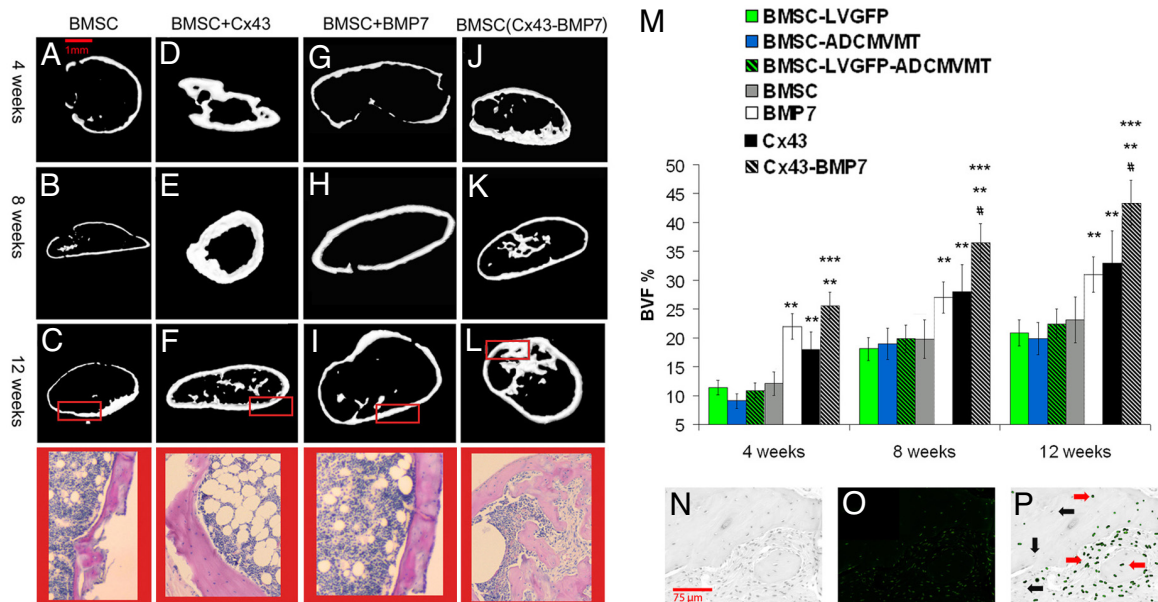 BMSC BMSC+Cx43 BMSC+BMP7 BMSC(Cx43-BMP7)
4 weeks
A
1mm
D
G
J
8 weeks
B
E
H
K
12 weeks
C
F
I
L
M
BMSC-LVGFP
BMSC-ADCMVMT
BMSC-LVGFP-ADCMVMT
BMSC
BMP7
Cx43
Cx43-BMP7
BVF %
50
45
40
35
30
25
20
15
10
5
**
**
***
**
**
**
***
**
#
**
**
***
**
#
4 weeks 8 weeks 12 weeks
N
75 µm
O
P